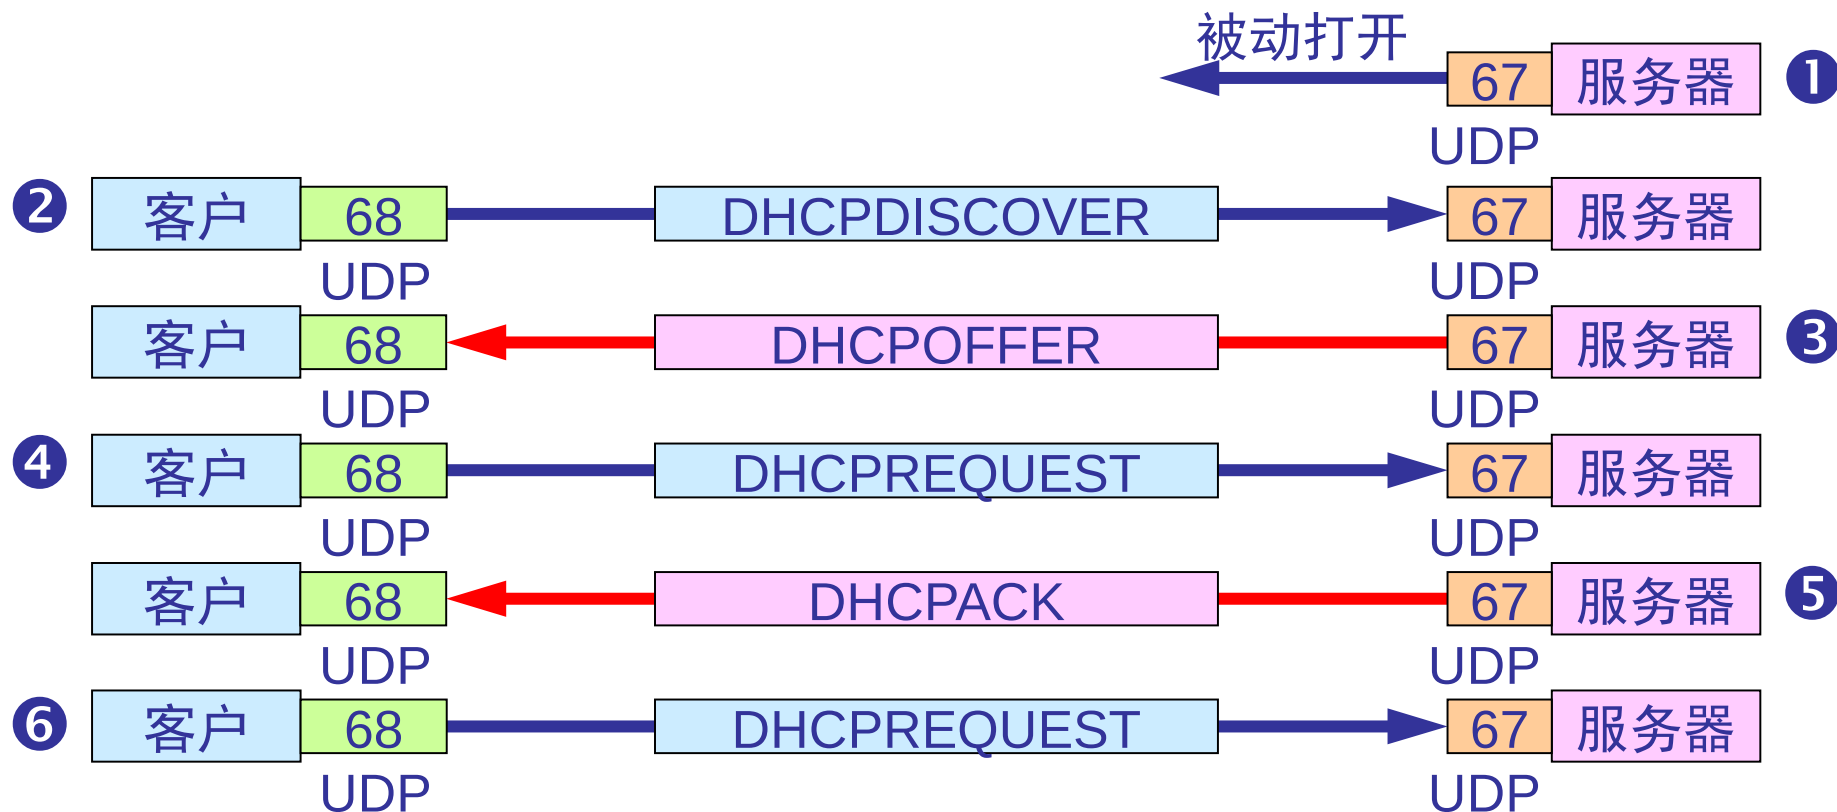 被动打开
67 服务器 ❶
UDP
❷ 客户 68 DHCPDISCOVER 67 服务器
UDP UDP
客户 68 DHCPOFFER 67 服务器 ❸
UDP UDP
❹ 客户 68 DHCPREQUEST 67 服务器
UDP UDP
客户 68 DHCPACK 67 服务器 ❺
UDP UDP
❻ 客户 68 DHCPREQUEST 67 服务器
UDP UDP